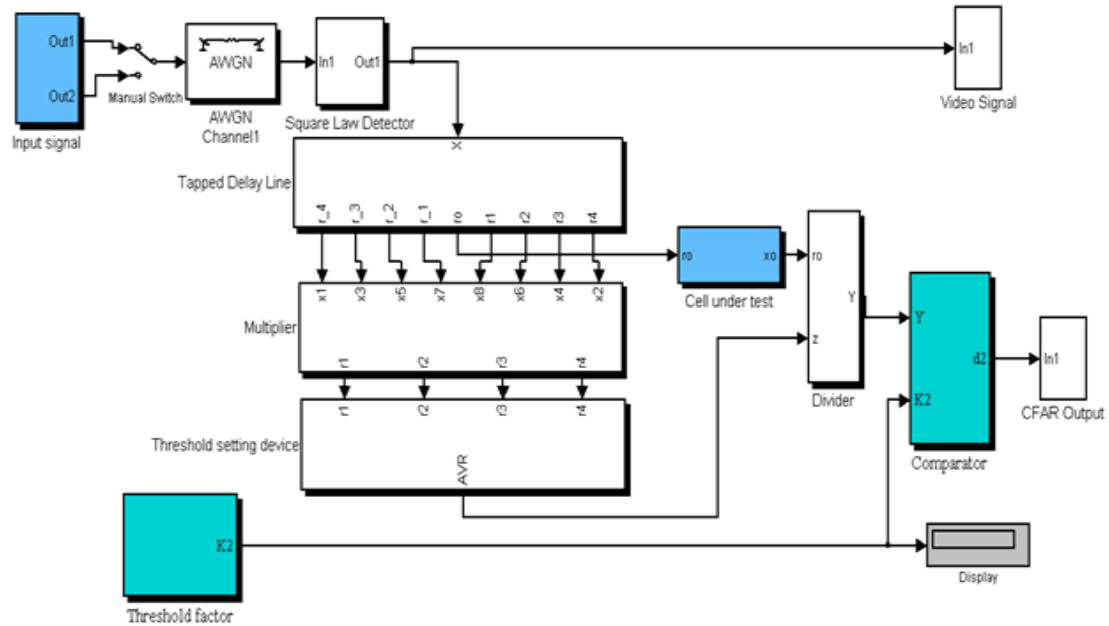 Out1
Out2
Input signal
Manual Switch
AWGN
AWGN
Channel1
In1 Out1
Square Law Detector
In1
Video Signal
X
Tapped Delay Line
r_4 r_3 r_2 r_1 ro r1 r2 r3 r4
ro xo
Cell under test
ro
Y
z
Divider
x1 x3 x5 x7 x8 x6 x4 x2
Multiplier
r1 r2 r3 r4
r1 r2 r3 r4
Threshold setting device
AVR
Y
d2
K2
Comparator
In1
CFAR Output
K2
Threshold factor
Display